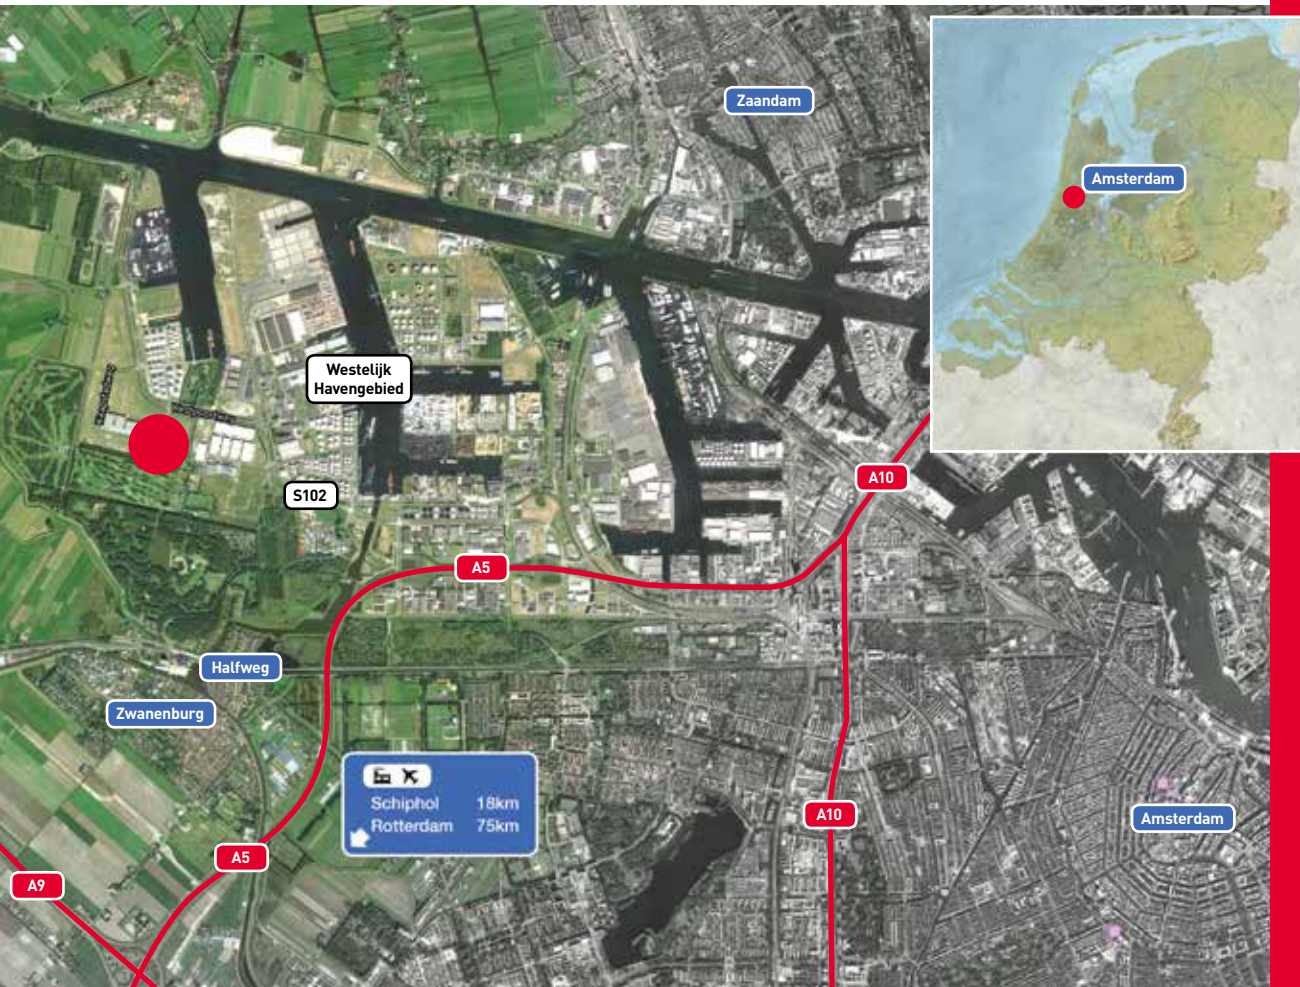 Zaandam
Amsterdam
Westelijk
Havengebied
S102
A10
A5
Halfweg
Zwanenburg
Schiphol 18km
Rotterdam 75km
A10
Amsterdam
A5
A9